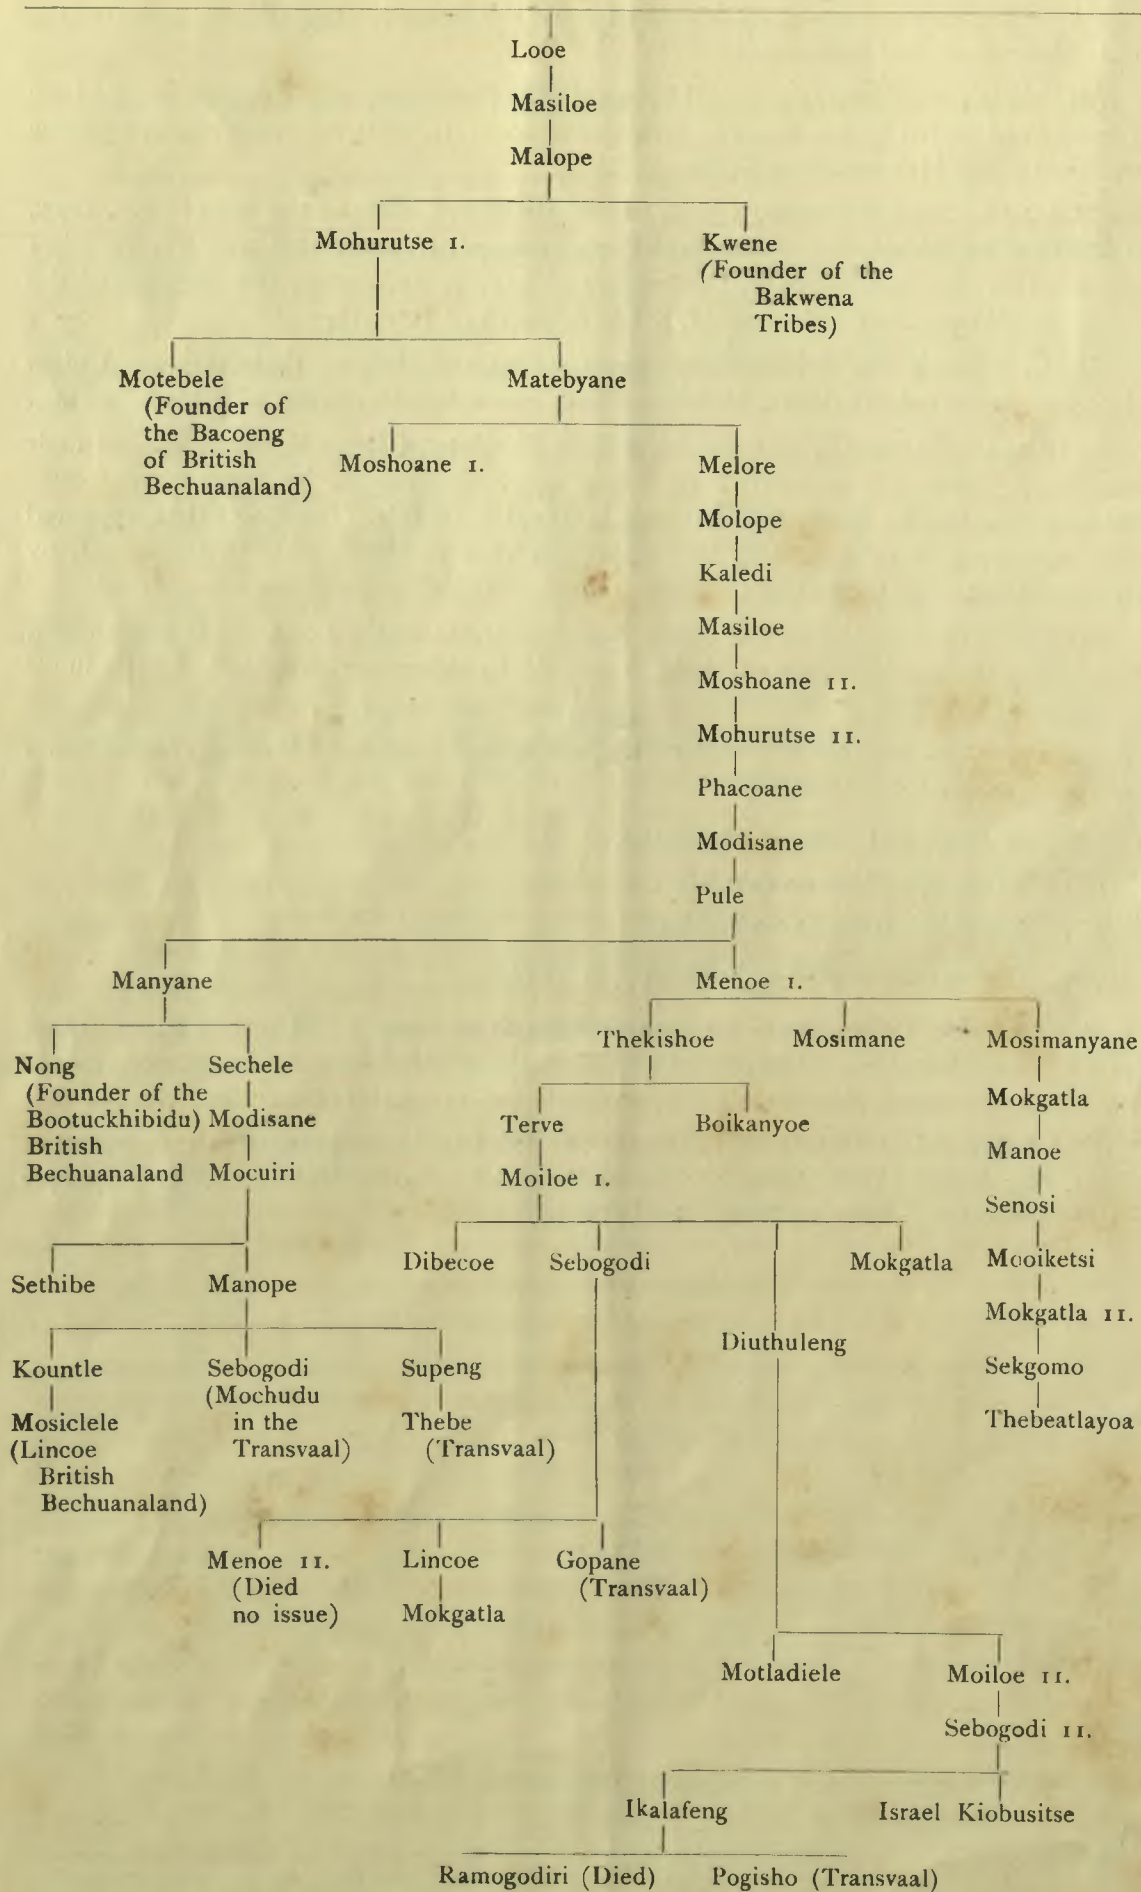 Looe
Masiloe
Malope
Mohurutse I.
Kwene
(Founder of the
Bakwena
Tribes)
Motebele
(Founder of
the Bacoeng
of British
Bechuanaland)
Matebyane
Moshoane I.
Melore
Molope
Kaledi
Masiloe
Moshoane II.
Mohurutse II.
Phacoane
Modisane
Pule
Manyane
Menoe I.
Nong
(Founder of the
Bootuckhibidu)
British
Bechuanaland
Sechele
Modisane
Mocuiri
Thekishoe
Mosimane
Mosimanyane
Terve
Boikanyoe
Mokgatla
Manoe
Moiloe I.
Senosi
Dibecoe
Sebogodi
Mokgatla
Mooiketsi
Sethibe
Manope
Mokgatla II.
Diuthuleng
Sekgomo
Thebeatlayoa
Kountle
Sebogodi
(Mochudu
in the
Transvaal)
Supeng
Mosiclele
(Lincoe
British
Bechuanaland)
Thebe
(Transvaal)
Menoe II.
(Died
no issue)
Lincoe
Mokgatla
Gopane
(Transvaal)
Motladiele
Moiloe II.
Sebogodi II.
Ikalafeng
Israel Kiobusitse
Ramogodiri (Died)
Pogisho (Transvaal)